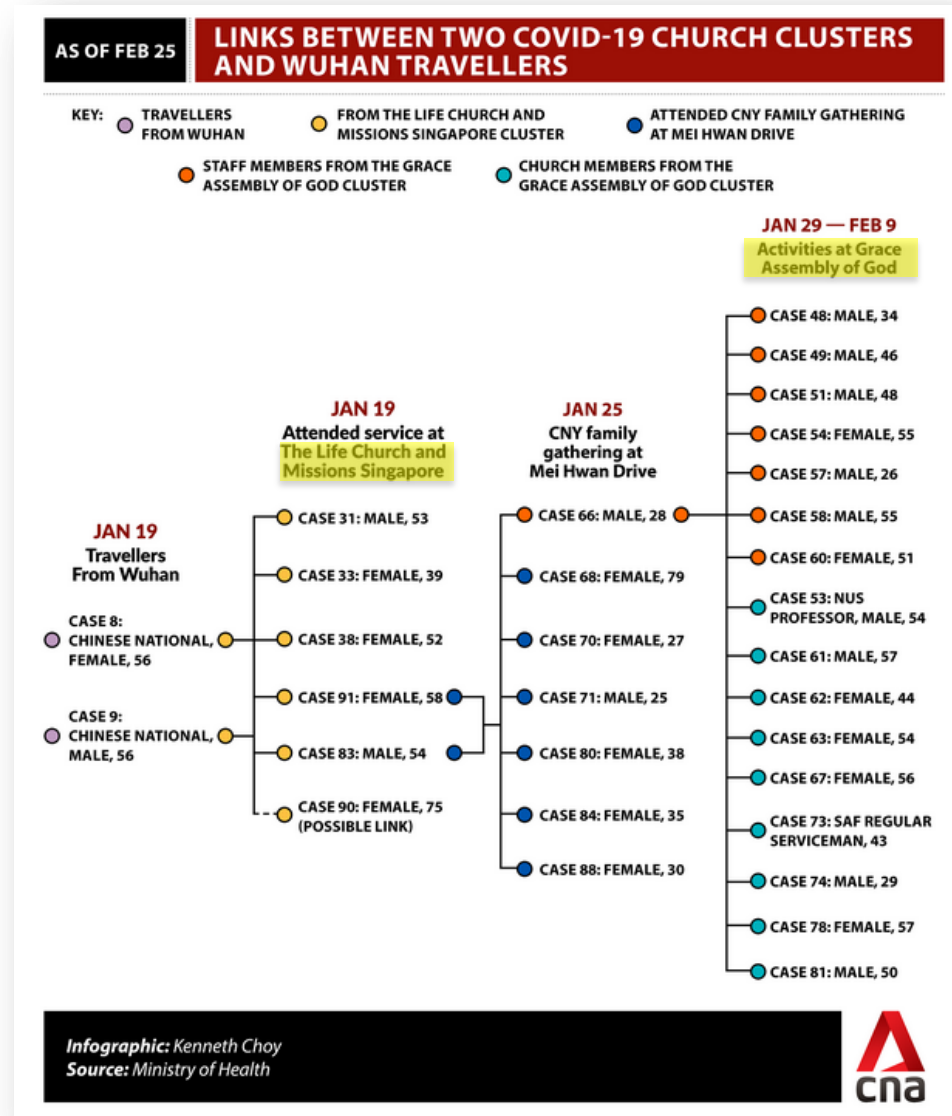 AS OF FEB 25
LINKS BETWEEN TWO COVID-19 CHURCH CLUSTERS
AND WUHAN TRAVELLERS
KEY:
TRAVELLERS
FROM WUHAN
FROM THE LIFE CHURCH AND
MISSIONS SINGAPORE CLUSTER
ATTENDED CNY FAMILY GATHERING
AT MEI HWAN DRIVE
STAFF MEMBERS FROM THE GRACE
ASSEMBLY OF GOD CLUSTER
CHURCH MEMBERS FROM THE
GRACE ASSEMBLY OF GOD CLUSTER
JAN 19
Travellers
From Wuhan
CASE 8:
CHINESE NATIONAL,
FEMALE, 56
CASE 9:
CHINESE NATIONAL,
MALE, 56
JAN 19
Attended service at
The Life Church and
Missions Singapore
CASE 31: MALE, 53
CASE 33: FEMALE, 39
CASE 38: FEMALE, 52
CASE 91: FEMALE, 58
CASE 83: MALE, 54
CASE 90: FEMALE, 75
(POSSIBLE LINK)
JAN 25
CNY family
gathering at
Mei Hwan Drive
CASE 66: MALE, 28
CASE 68: FEMALE, 79
CASE 70: FEMALE, 27
CASE 71: MALE, 25
CASE 80: FEMALE, 38
CASE 84: FEMALE, 35
CASE 88: FEMALE, 30
JAN 29 — FEB 9
Activities at Grace
Assembly of God
CASE 48: MALE, 34
CASE 49: MALE, 46
CASE 51: MALE, 48
CASE 54: FEMALE, 55
CASE 57: MALE, 26
CASE 58: MALE, 55
CASE 60: FEMALE, 51
CASE 53: NUS
PROFESSOR, MALE, 54
CASE 61: MALE, 57
CASE 62: FEMALE, 44
CASE 63: FEMALE, 54
CASE 67: FEMALE, 56
CASE 73: SAF REGULAR
SERVICEMAN, 43
CASE 74: MALE, 29
CASE 78: FEMALE, 57
CASE 81: MALE, 50
Infographic: Kenneth Choy
Source: Ministry of Health
cna